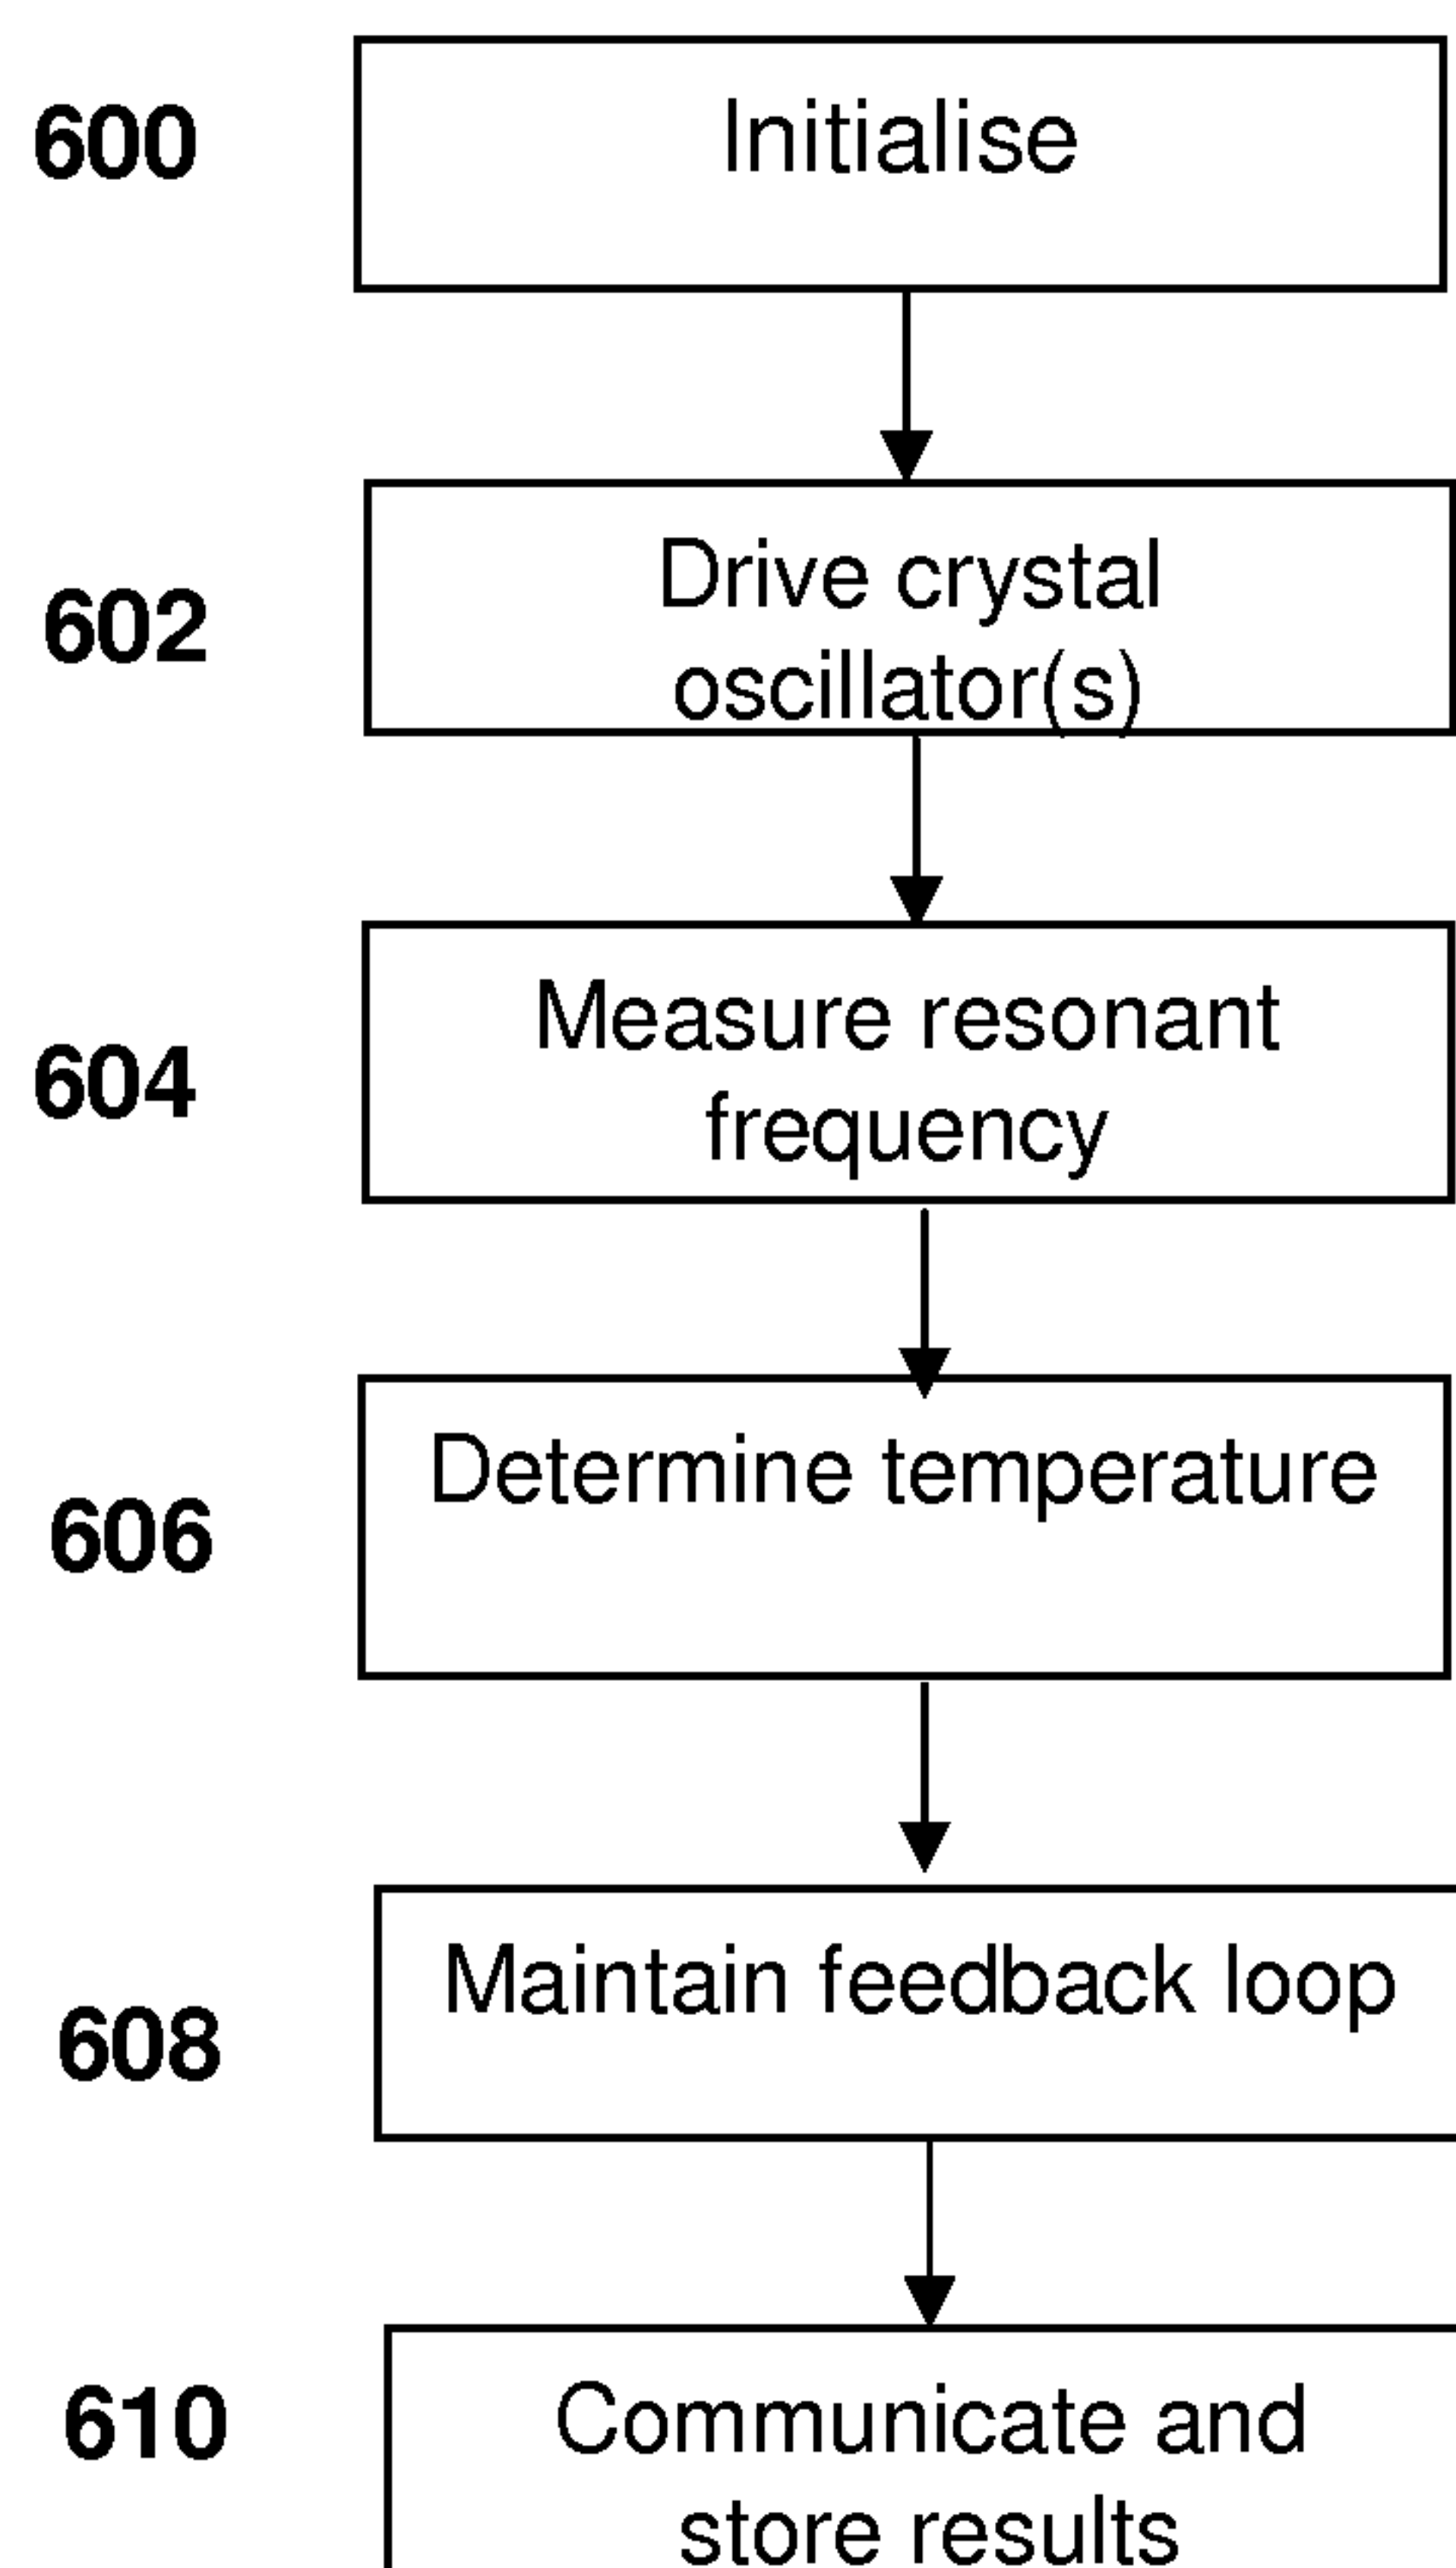 600
Initialise
602
Drive crystal
oscillator(s)
604
Measure resonant
frequency
606
Determine temperature
608
Maintain feedback loop
610
Communicate and
store results